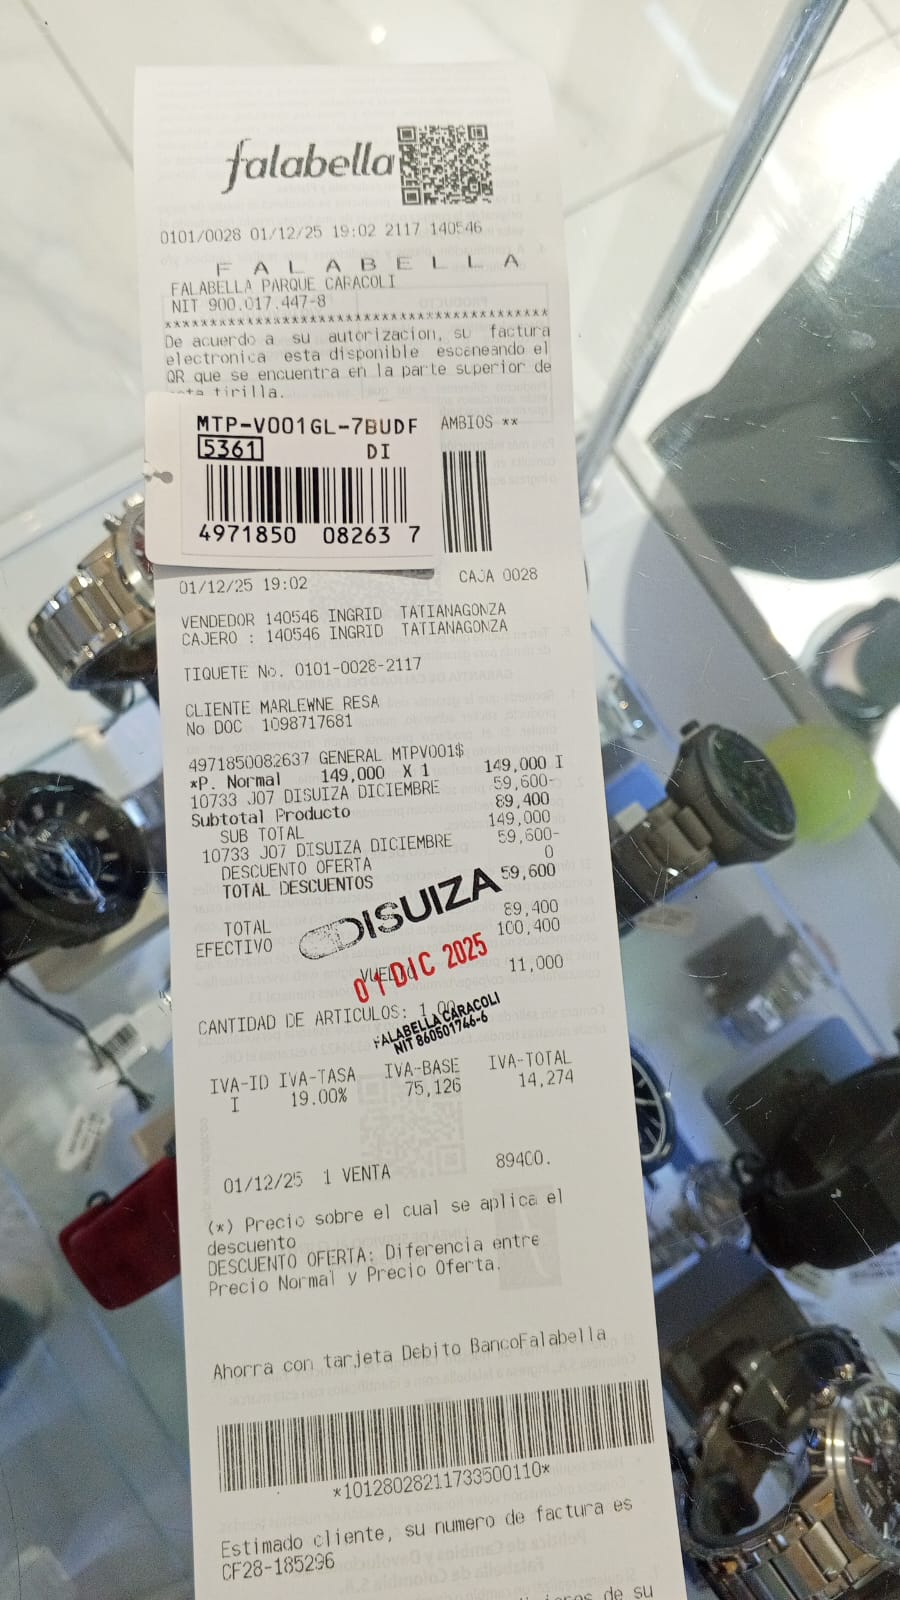 falabella
0101/0028 01/12/25 19:02 2117 140546
F A L A B E L L A
FALABELLA PARQUE CARACOLI
NIT 900.017.447-8
****************************************
De acuerdo a su autorizacion, su factura
electronica esta disponible escaneando el
QR que se encuentra en la parte superior de
tirilla.
AMBIOS **
MTP-V001GL-7BUDF
5361 DI
4971850 08263 7
01/12/25 19:02 CAJA 0028
VENDEDOR 140546 INGRID TATIANAGONZA
CAJERO : 140546 INGRID TATIANAGONZA
TIQUETE No. 0101-0028-2117
CLIENTE MARLEWNE RESA
No DOC 1098717681
4971850082637 GENERAL MTPV001$
*P. Normal 149,000 X 1 149,000 I
10733 J07 DISUIZA DICIEMBRE 59,600-
Subtotal Producto 89,400
SUB TOTAL 149,000
10733 J07 DISUIZA DICIEMBRE 59,600-
DESCUENTO OFERTA 0
TOTAL DESCUENTOS 59,600
TOTAL 89,400
EFECTIVO 100,400
VUELTO 11,000
DISUIZA
01 DIC 2025
FALABELLA CARACOLI
NIT 860501746-6
CANTIDAD DE ARTICULOS: 1.00
IVA-ID IVA-TASA IVA-BASE IVA-TOTAL
I 19.00% 75,126 14,274
01/12/25 1 VENTA 89400.
(*) Precio sobre el cual se aplica el
descuento
DESCUENTO OFERTA: Diferencia entre
Precio Normal y Precio Oferta.
Ahorra con tarjeta Debito BancoFalabella
*10128028211733500110*
Estimado cliente, su numero de factura es
CF28-185296
de su